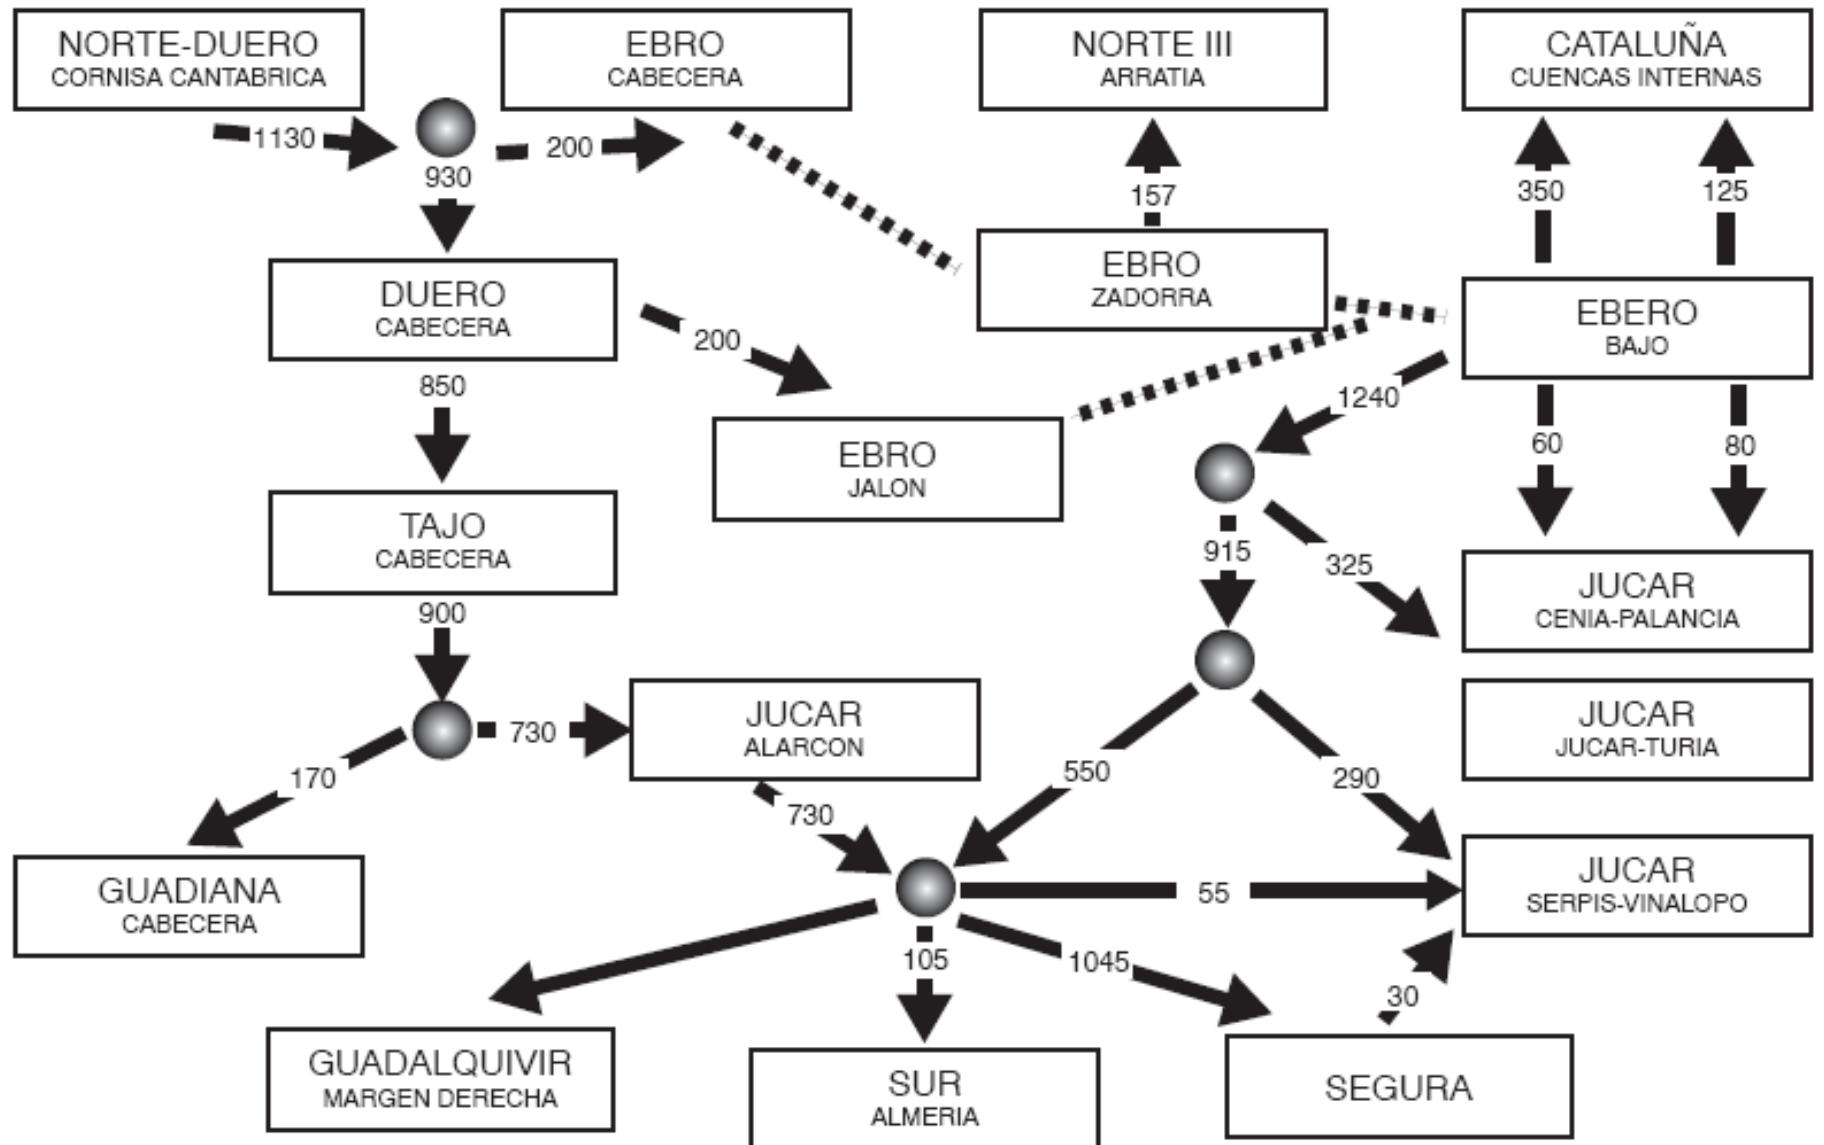 NORTE-DUERO
CORNISA CANTABRICA
EBRO
CABECERA
NORTE III
ARRATIA
CATALUÑA
CUENCAS INTERNAS
1130
200
930
157
350
125
DUERO
CABECERA
200
EBRO
ZADORRA
EBERO
BAJO
850
1240
60
80
EBRO
JALON
TAJO
CABECERA
915
325
JUCAR
CENIA-PALANCIA
900
730
JUCAR
ALARCON
JUCAR
JUCAR-TURIA
170
730
550
290
GUADIANA
CABECERA
55
JUCAR
SERPIS-VINALOPO
105
1045
30
GUADALQUIVIR
MARGEN DERECHA
SUR
ALMERIA
SEGURA